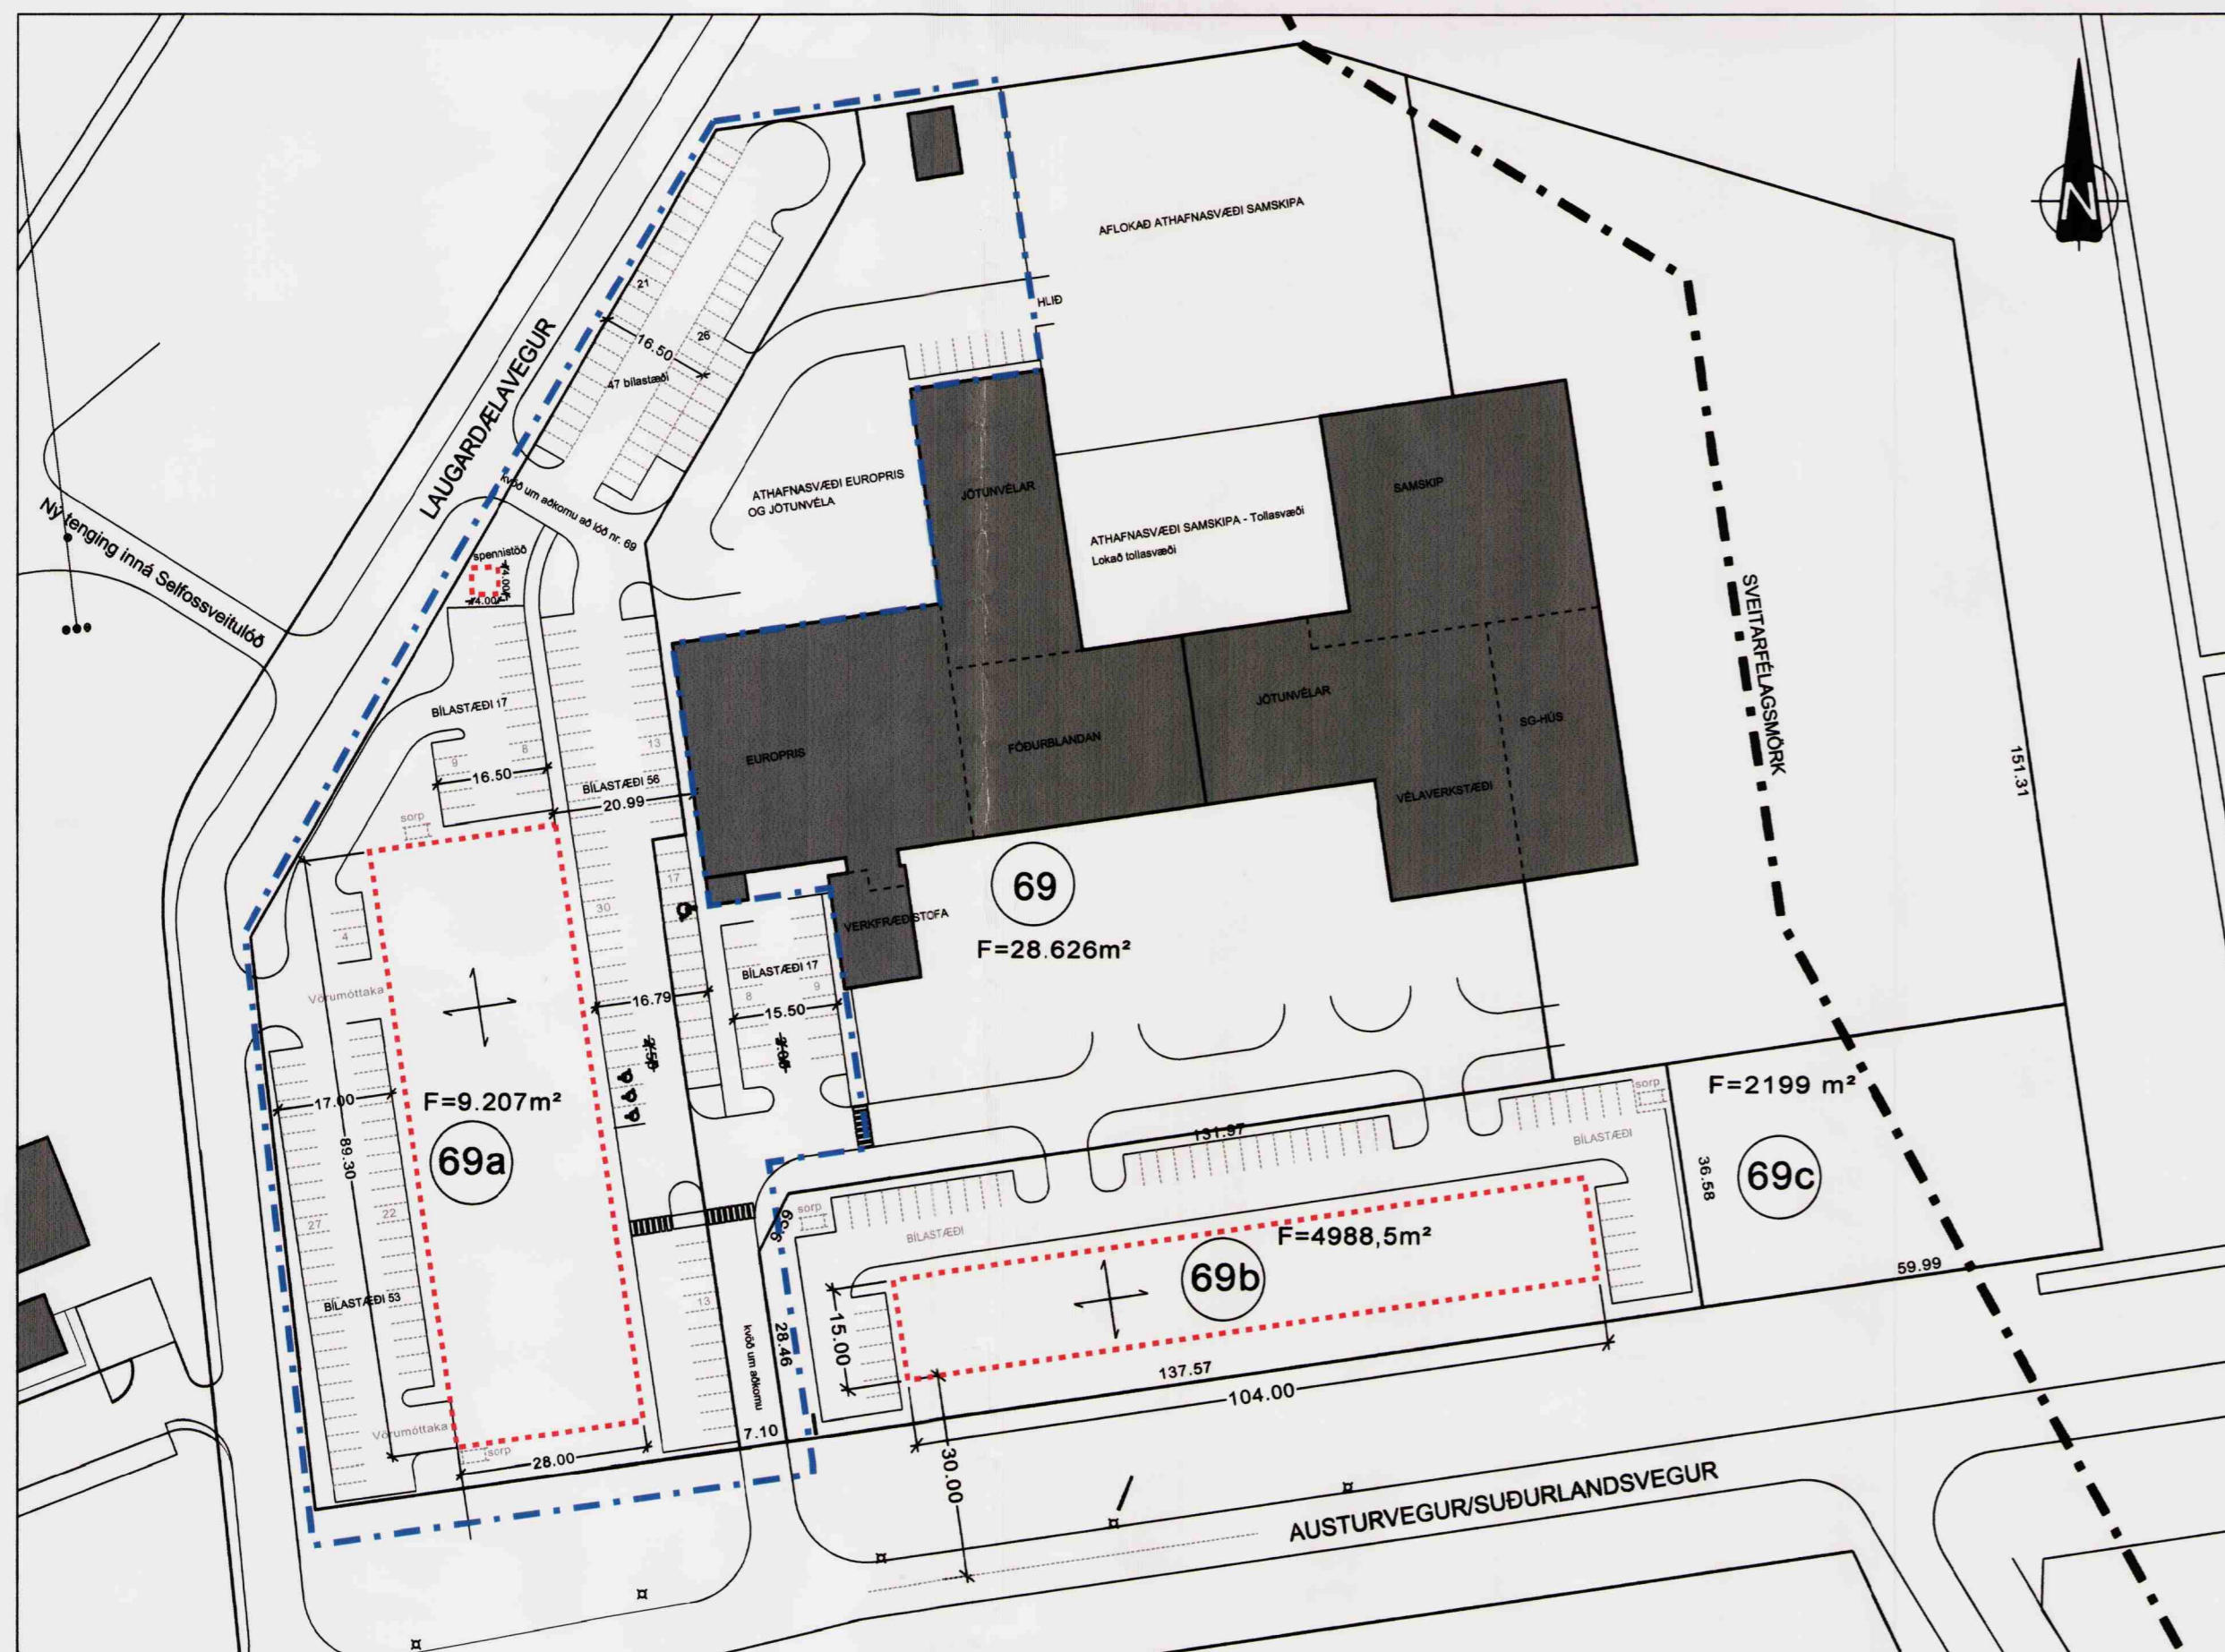 N
AFLOKAÐ ATHAFNASVÆÐI SAMSKIPA
HLIÐ
21
26
16.50
47 bílastæði
LAUGARDÆLAVEGUR
kvöð um aðkomu að lóð nr. 69
Ný tenging inná Selfossveitulóð
ATHAFNASVÆÐI EUROPRIS
OG JÖTUNVÉLA
JÖTUNVÉLAR
SAMSKIP
ATHAFNASVÆÐI SAMSKIPA - Tollasvæði
Lokað tollasvæði
spennistöð
4.00
4.00
SVEITARFÉLAGSMÖRK
151.31
BÍLASTÆÐI 17
9
8
16.50
13
BÍLASTÆÐI 56
20.99
EUROPRIS
FÓÐURBLANDAN
JÖTUNVÉLAR
SG-HÚS
VÉLAVERKSTÆÐI
sorp
17
30
4
69
F=28.626m²
VERKFRÆÐISTOFA
BÍLASTÆÐI 17
8
9
15.50
16.79
Vörumóttaka
17.00
89.30
F=9.207m²
69a
27
22
BÍLASTÆÐI 53
13
kvöð um aðkomu
28.46
7.10
Vörumóttaka
sorp
28.00
131.97
sorp
BÍLASTÆÐI
sorp
BÍLASTÆÐI
F=2199 m²
69c
36.58
59.99
F=4988,5m²
69b
15.00
137.57
104.00
30.00
AUSTURVEGUR/SUÐURLANDSVEGUR